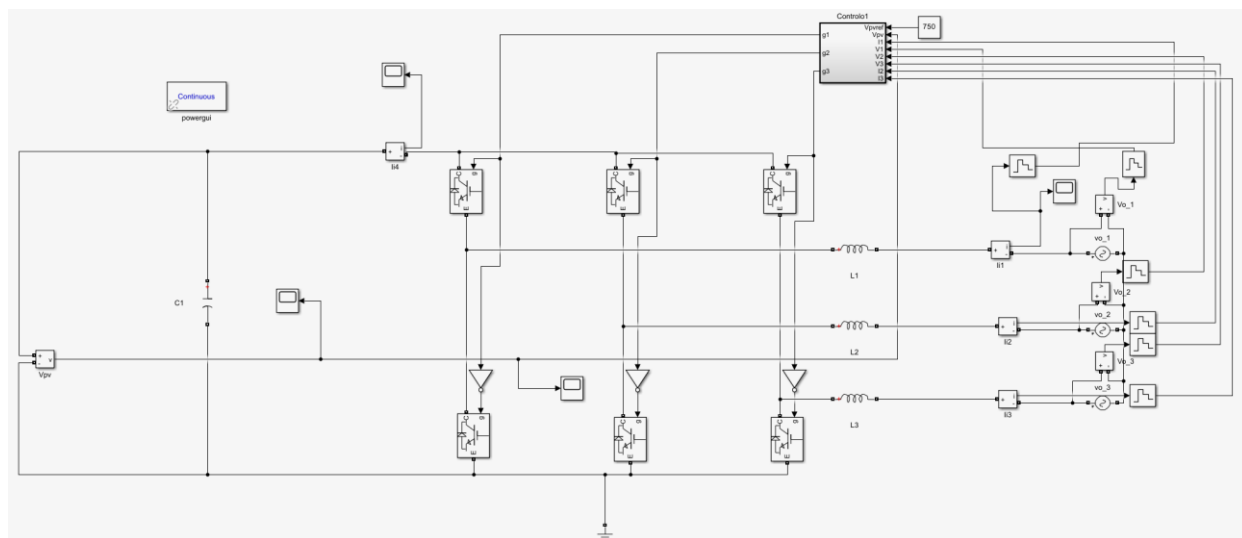 Controlo1
Vpvref
750
g1
Vpv
I1
V1
g2
V2
V3
g3
I2
I3
Continuous
powergui
+ i -
Ii4
C g E
C g E
C g E
Vo_1
+ v -
vo_1
+ i -
Ii1
L1
C1
Vo_2
+ v -
vo_2
+ i -
Ii2
L2
+ v -
Vpv
Vo_3
+ v -
vo_3
+ i -
Ii3
L3
C g E
C g E
C g E